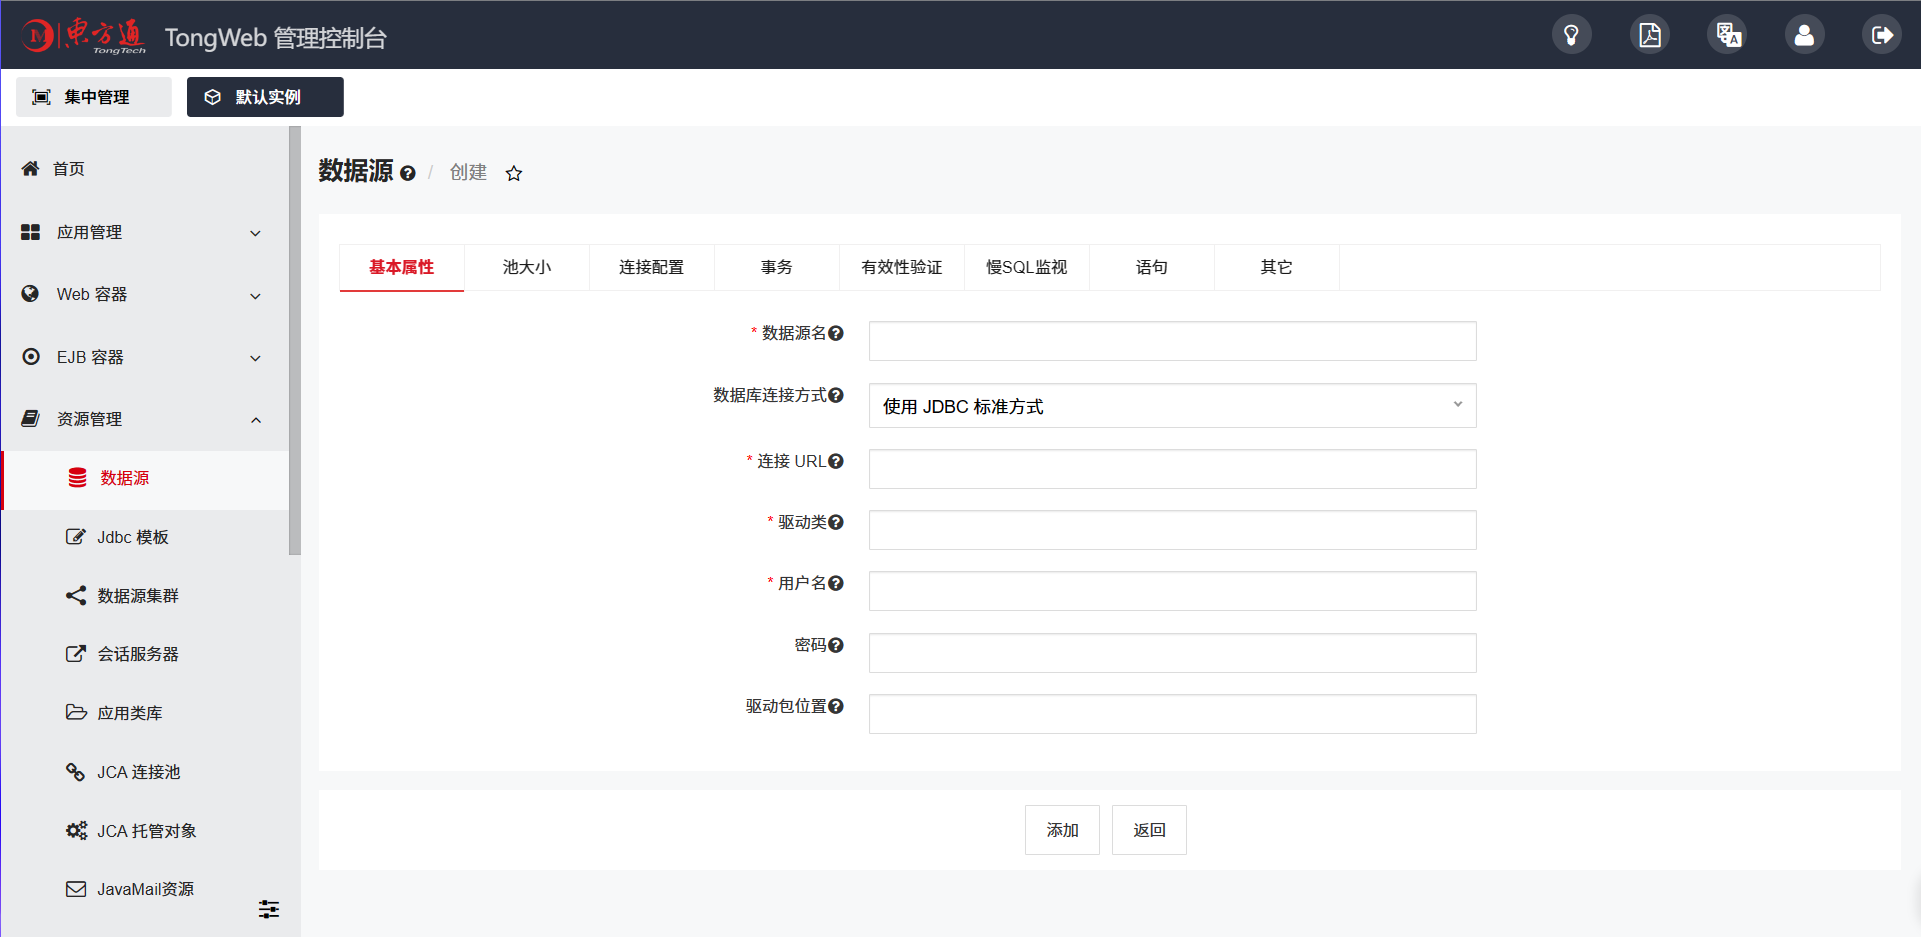 東方通 TongTech TongWeb 管理控制台
集中管理 默认实例
首页
应用管理
Web 容器
EJB 容器
资源管理
数据源
Jdbc 模板
数据源集群
会话服务器
应用类库
JCA 连接池
JCA 托管对象
JavaMail资源
数据源 / 创建
基本属性 池大小 连接配置 事务 有效性验证 慢SQL监视 语句 其它
* 数据源名
数据库连接方式 使用 JDBC 标准方式
* 连接 URL
* 驱动类
* 用户名
密码
驱动包位置
添加 返回